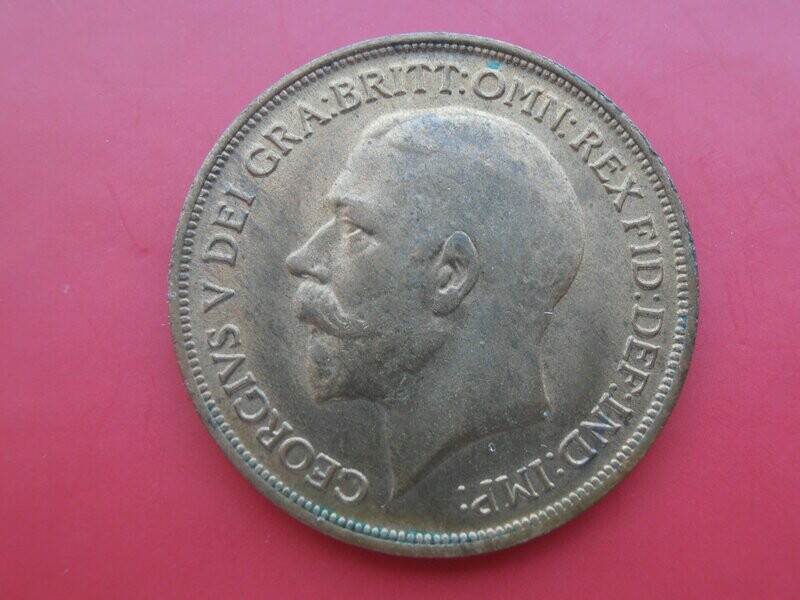 GEORGIVS V DEI GRA:BRITT:OMN:REX FID:DEF:IND:IMP: